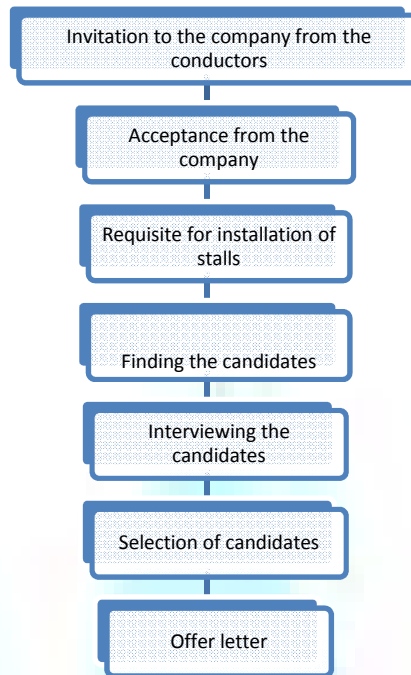 Invitation to the company from the
conductors
Acceptance from the
company
Requisite for installation of
stalls
Finding the candidates
Interviewing the
candidates
Selection of candidates
Offer letter